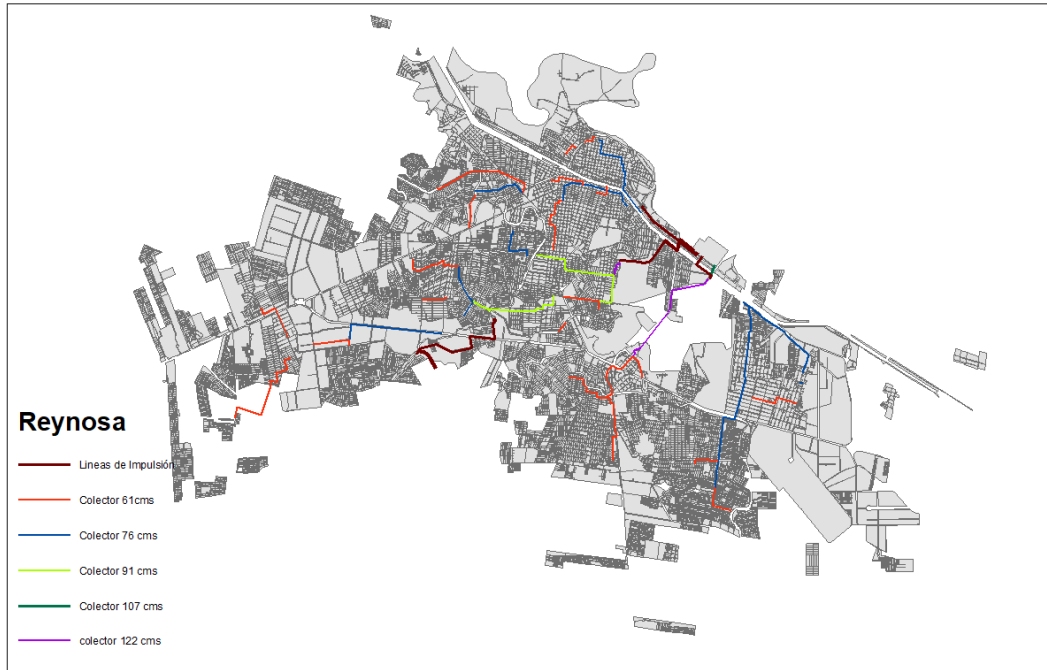 Reynosa
Lineas de Impulsión
Colector 61cms
Colector 76 cms
Colector 91 cms
Colector 107 cms
colector 122 cms